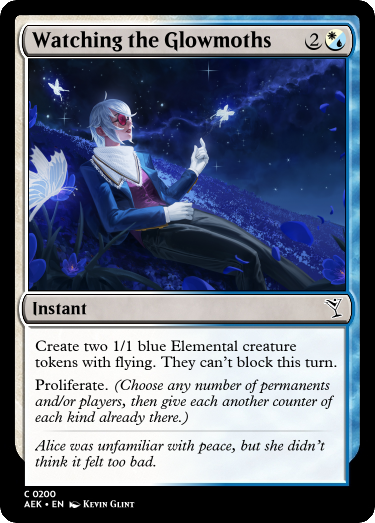 Watching the Glowmoths 2
Instant
Create two 1/1 blue Elemental creature
tokens with flying. They can't block this turn.
Proliferate. (Choose any number of permanents
and/or players, then give each another counter of
each kind already there.)
Alice was unfamiliar with peace, but she didn't
think it felt too bad.
C 0200
AEK • EN Kevin Glint